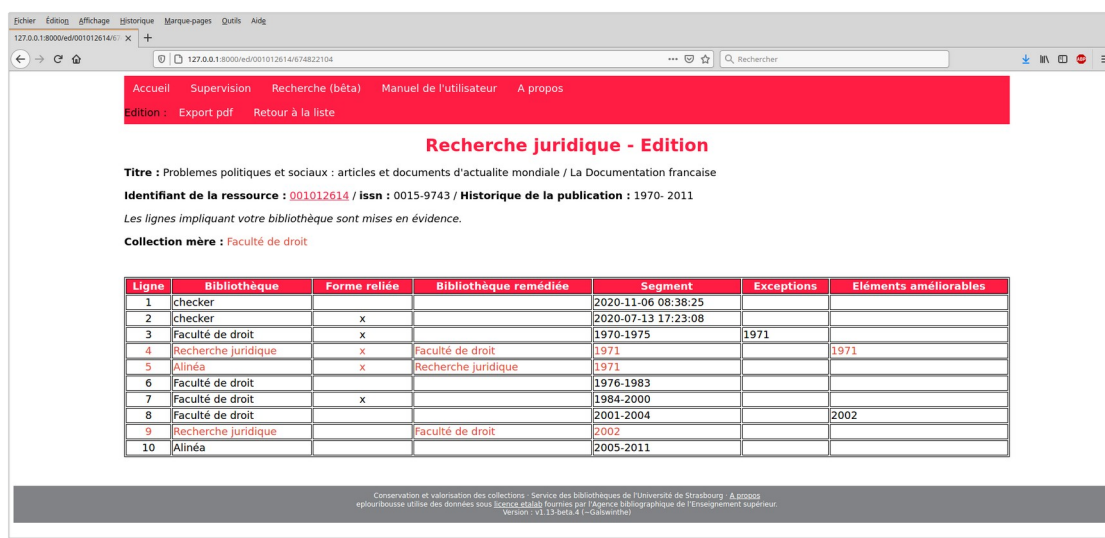 Fichier Édition Affichage Historique Marque-pages Outils Aide
127.0.0.1:8000/ed/001012614/67
127.0.0.1:8000/ed/001012614/674822104 Rechercher
Accueil Supervision Recherche (bêta) Manuel de l'utilisateur A propos
Edition : Export pdf Retour à la liste
Recherche juridique - Edition
Titre : Problemes politiques et sociaux : articles et documents d'actualite mondiale / La Documentation francaise
Identifiant de la ressource : 001012614 / issn : 0015-9743 / Historique de la publication : 1970- 2011
Les lignes impliquant votre bibliothèque sont mises en évidence.
Collection mère : Faculté de droit
Ligne Bibliothèque Forme reliée Bibliothèque remédiée Segment Exceptions Eléments améliorables
1 checker 2020-11-06 08:38:25
2 checker x 2020-07-13 17:23:08
3 Faculté de droit x 1970-1975 1971
4 Recherche juridique x Faculté de droit 1971 1971
5 Alinéa x Recherche juridique 1971
6 Faculté de droit 1976-1983
7 Faculté de droit x 1984-2000
8 Faculté de droit 2001-2004 2002
9 Recherche juridique Faculté de droit 2002
10 Alinéa 2005-2011
Conservation et valorisation des collections - Service des bibliothèques de l'Université de Strasbourg - A propos
eplouribousse utilise des données sous licence etalab fournies par l'Agence bibliographique de l'Enseignement supérieur.
Version : v1.13-beta.4 (~Galswinthe)